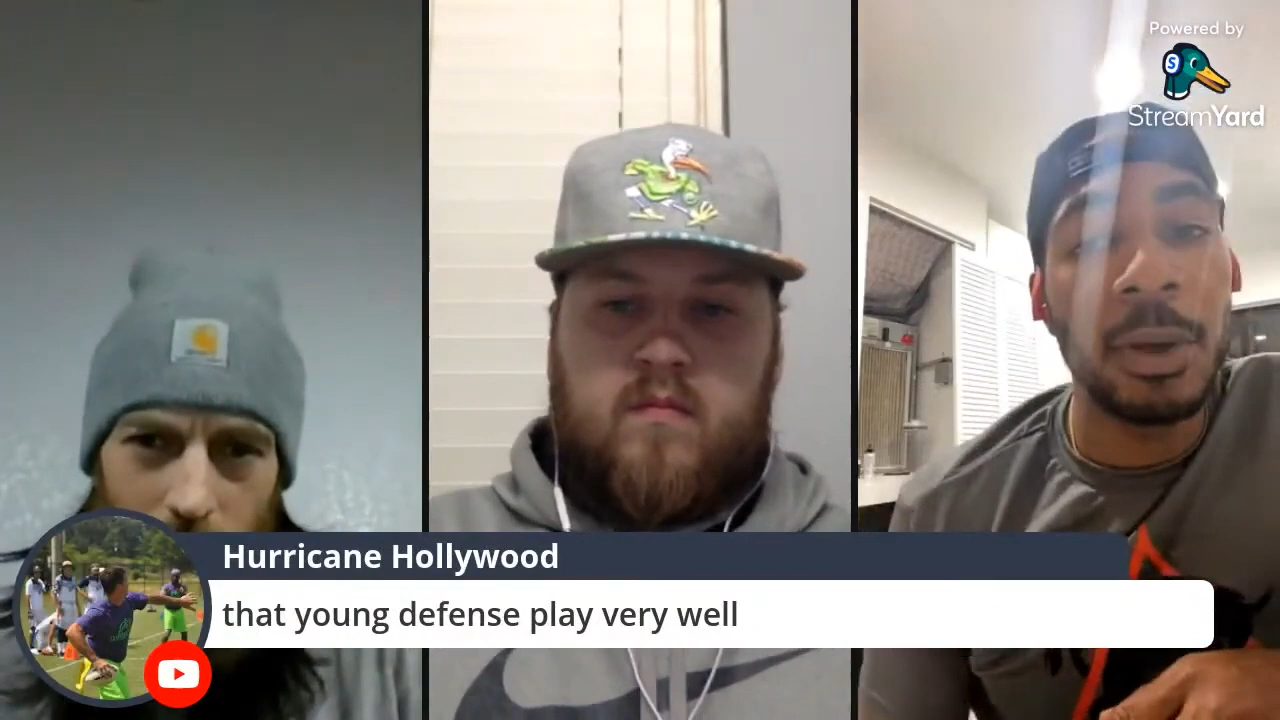 Powered by
S
StreamYard
Hurricane Hollywood
that young defense play very well